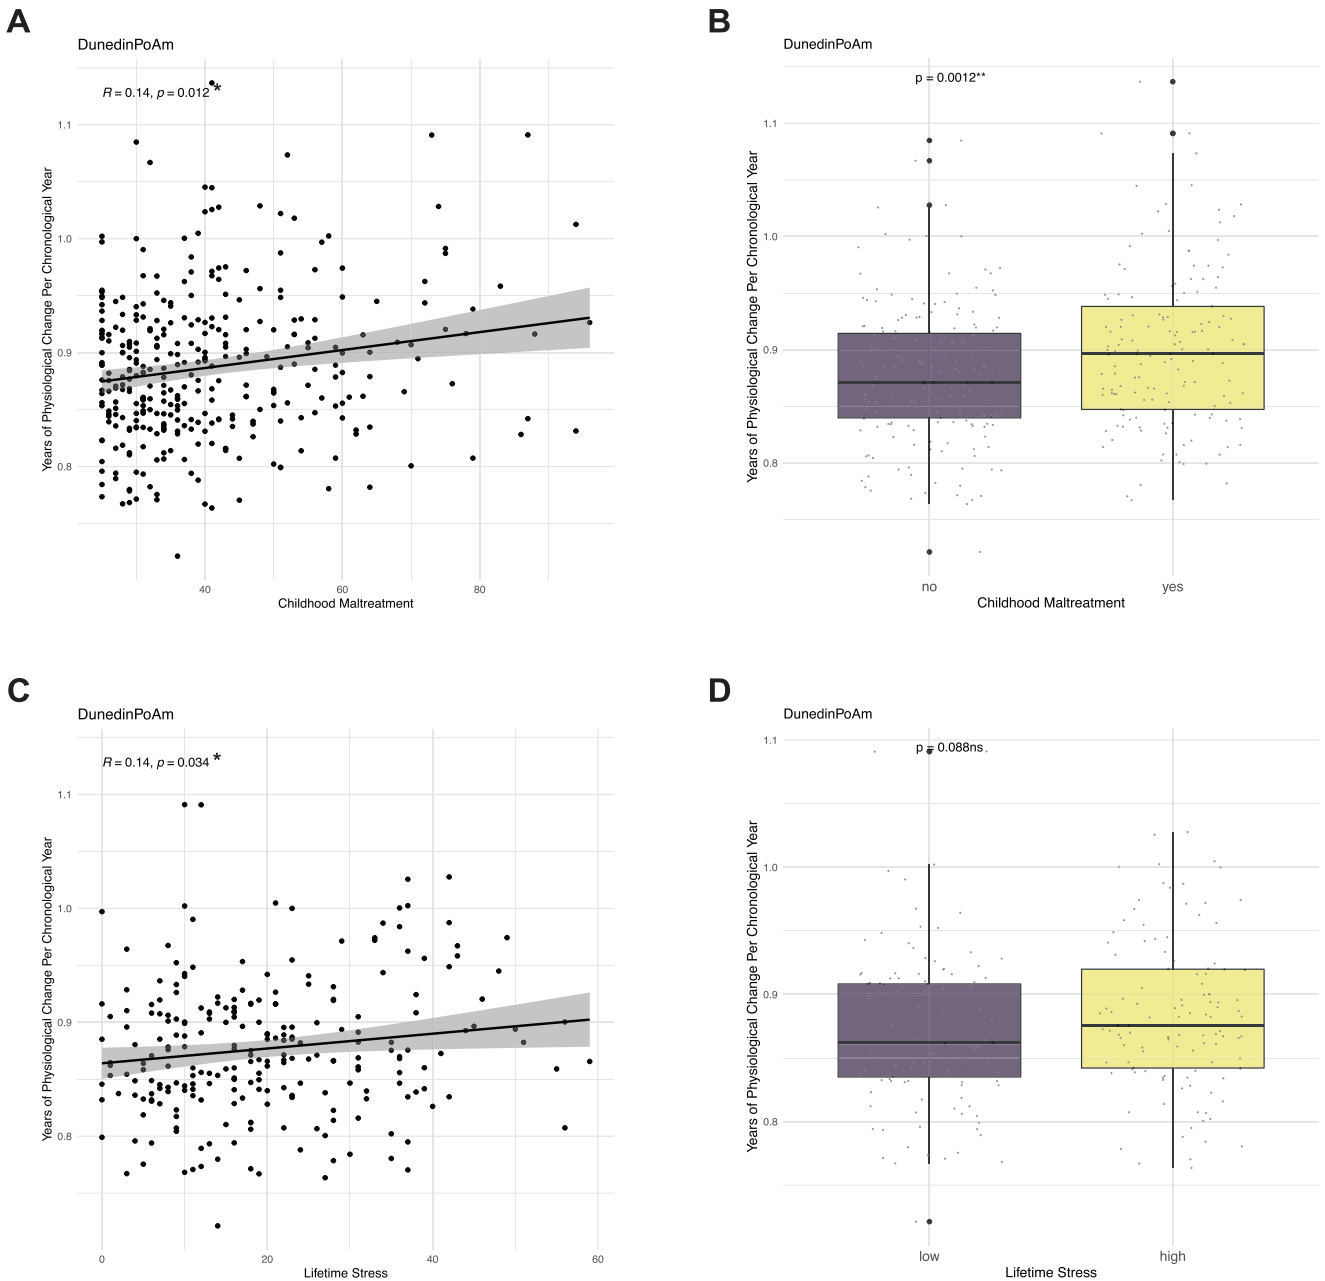 A
DunedinPoAm
R = 0.14, p = 0.012 *
Years of Physiological Change Per Chronological Year
1.1
1.0
0.9
0.8
40 60 80
Childhood Maltreatment
B
DunedinPoAm
p = 0.0012**
Years of Physiological Change Per Chronological Year
1.1
1.0
0.9
0.8
no yes
Childhood Maltreatment
C
DunedinPoAm
R = 0.14, p = 0.034 *
Years of Physiological Change Per Chronological Year
1.1
1.0
0.9
0.8
0 20 40 60
Lifetime Stress
D
DunedinPoAm
p = 0.088ns
Years of Physiological Change Per Chronological Year
1.1
1.0
0.9
0.8
low high
Lifetime Stress